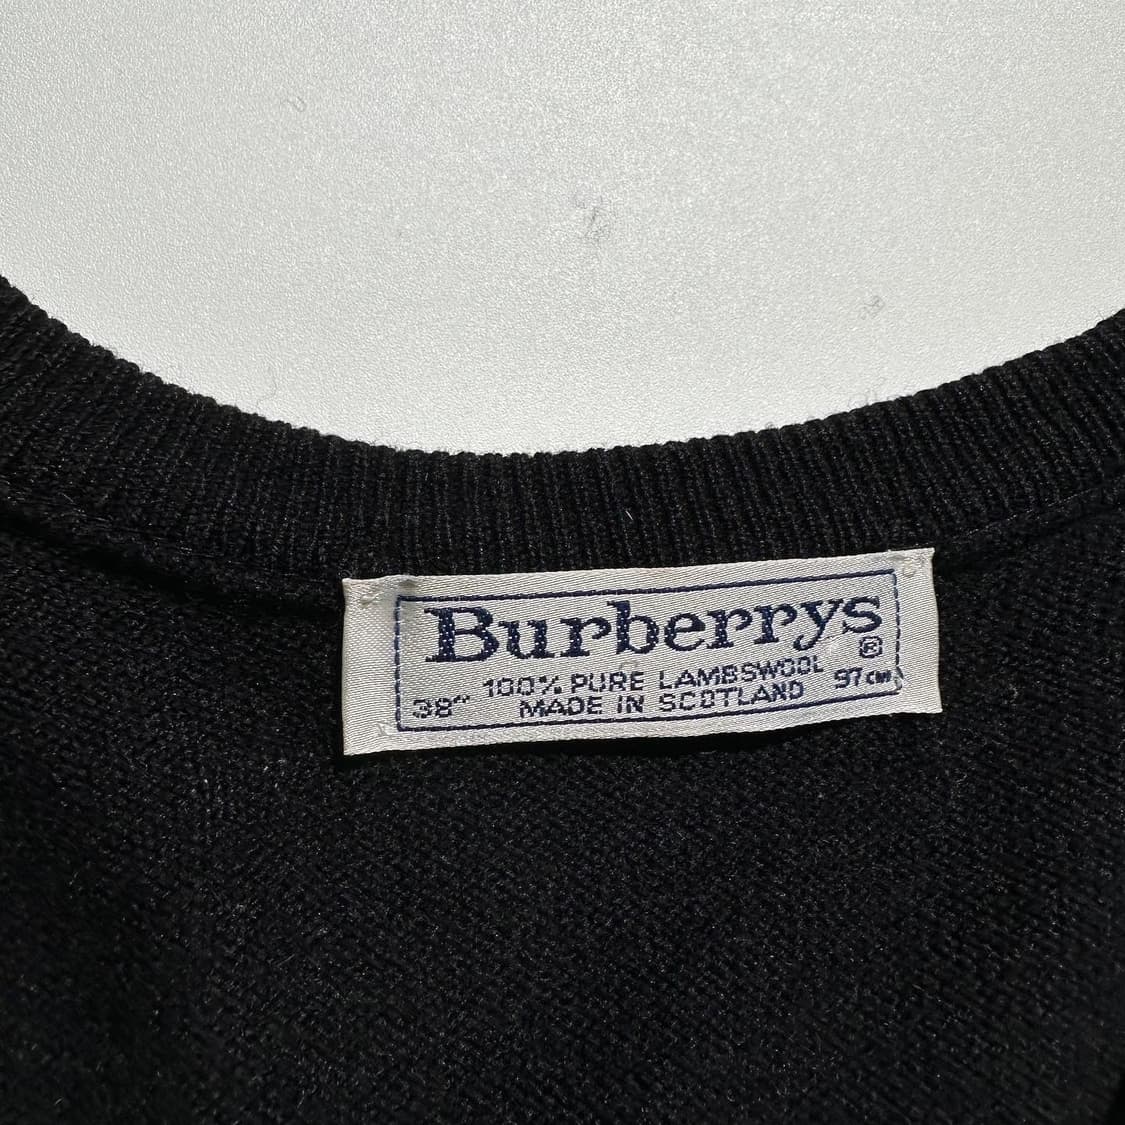 Burberrys ®
100% PURE LAMBSWOOL 97CM
38" MADE IN SCOTLAND